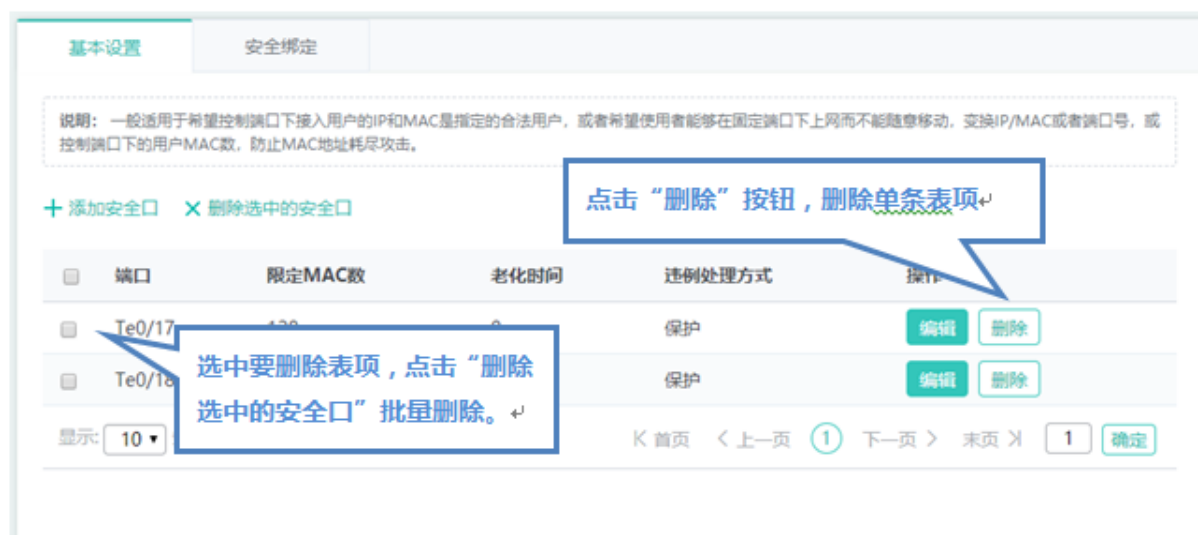 基本设置 安全绑定
说明： 一般适用于希望控制端口下接入用户的IP和MAC是指定的合法用户，或者希望使用者能够在固定端口下上网而不能随意移动，变换IP/MAC或者端口号，或
控制端口下的用户MAC数，防止MAC地址耗尽攻击。
点击“删除”按钮，删除单条表项
添加安全口 删除选中的安全口
端口 限定MAC数 老化时间 违例处理方式
Te0/17 保护 编辑 删除
选中要删除表项，点击“删除
选中的安全口”批量删除。
Te0/18 保护 编辑 删除
显示: 10 首页 上一页 1 下一页 末页 1 确定